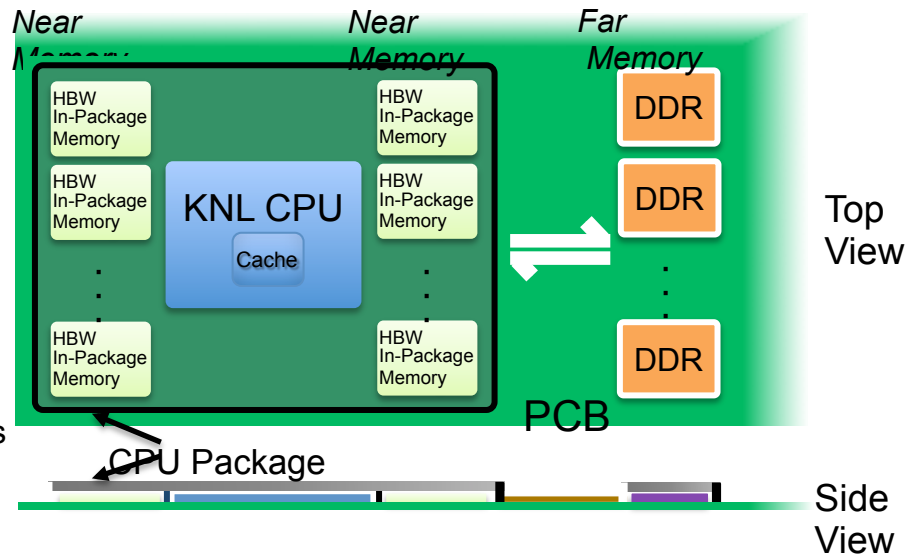 Near
Memory
Near
Memory
Far
Memory
HBW
In-Package
Memory
HBW
In-Package
Memory
DDR
HBW
In-Package
Memory
KNL CPU
Cache
HBW
In-Package
Memory
DDR
Top
View
.
.
.
.
.
.
.
.
.
HBW
In-Package
Memory
HBW
In-Package
Memory
DDR
PCB
s
CPU Package
Side
View